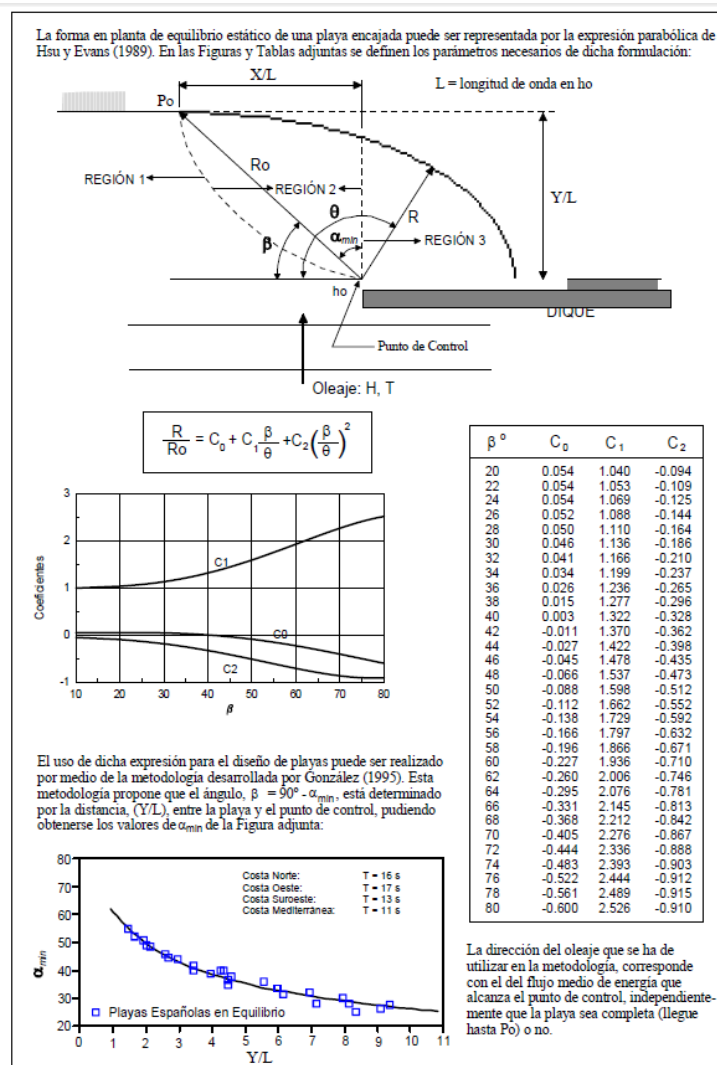 La forma en planta de equilibrio estático de una playa encajada puede ser representada por la expresión parabólica de
Hsu y Evans (1989). En las Figuras y Tablas adjuntas se definen los parámetros necesarios de dicha formulación:
X/L
L = longitud de onda en ho
Po
Ro
REGIÓN 1
REGIÓN 2
θ
R
Y/L
αmin
REGIÓN 3
β
ho
DIQUE
Punto de Control
Oleaje: H, T
R/Ro = C₀ + C₁ β/θ + C₂ (β/θ)²
β º C₀ C₁ C₂
20 0.054 1.040 -0.094
22 0.054 1.053 -0.109
24 0.054 1.069 -0.125
26 0.052 1.088 -0.144
28 0.050 1.110 -0.164
30 0.046 1.136 -0.186
32 0.041 1.166 -0.210
34 0.034 1.199 -0.237
36 0.026 1.236 -0.265
38 0.015 1.277 -0.296
40 0.003 1.322 -0.328
42 -0.011 1.370 -0.362
44 -0.027 1.422 -0.398
46 -0.045 1.478 -0.435
48 -0.066 1.537 -0.473
50 -0.088 1.598 -0.512
52 -0.112 1.662 -0.552
54 -0.138 1.729 -0.592
56 -0.166 1.797 -0.632
58 -0.196 1.866 -0.671
60 -0.227 1.936 -0.710
62 -0.260 2.006 -0.746
64 -0.295 2.076 -0.781
66 -0.331 2.145 -0.813
68 -0.368 2.212 -0.842
70 -0.405 2.276 -0.867
72 -0.444 2.336 -0.888
74 -0.483 2.393 -0.903
76 -0.522 2.444 -0.912
78 -0.561 2.489 -0.915
80 -0.600 2.526 -0.910
3
2
1
0
-1
Coeficientes
C1
C0
C2
10 20 30 40 50 60 70 80
β
El uso de dicha expresión para el diseño de playas puede ser realizado
por medio de la metodología desarrollada por González (1995). Esta
metodología propone que el ángulo, β = 90º - αmin, está determinado
por la distancia, (Y/L), entre la playa y el punto de control, pudiendo
obtenerse los valores de αmin de la Figura adjunta:
80
70
60
50
40
30
20
αmin
Costa Norte: T = 16 s
Costa Oeste: T = 17 s
Costa Suroeste: T = 13 s
Costa Mediterránea: T = 11 s
Playas Españolas en Equilibrio
0 1 2 3 4 5 6 7 8 9 10 11
Y/L
La dirección del oleaje que se ha de
utilizar en la metodología, corresponde
con el del flujo medio de energía que
alcanza el punto de control, independiente-
mente que la playa sea completa (llegue
hasta Po) o no.